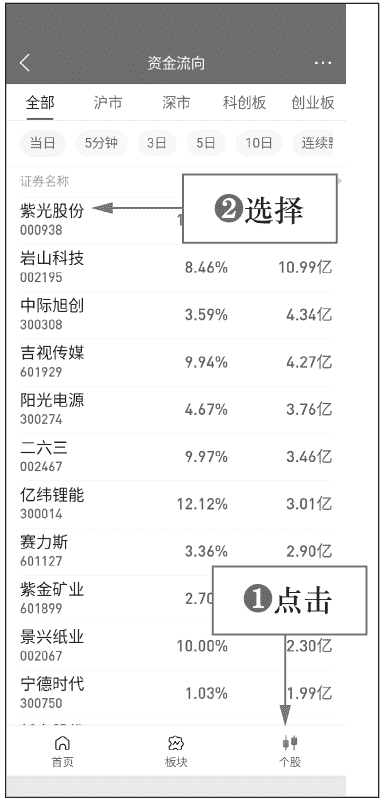 资金流向
全部 沪市 深市 科创板 创业板
当日 5分钟 3日 5日 10日 连续
证券名称
紫光股份
000938
❷选择
岩山科技 8.46% 10.99亿
002195
中际旭创 3.59% 4.34亿
300308
吉视传媒 9.94% 4.27亿
601929
阳光电源 4.67% 3.76亿
300274
二六三 9.97% 3.46亿
002467
亿纬锂能 12.12% 3.01亿
300014
赛力斯 3.36% 2.90亿
601127
紫金矿业 2.70
601899
❶点击
景兴纸业 10.00% 2.30亿
002067
宁德时代 1.03% 1.99亿
300750
首页 板块 个股